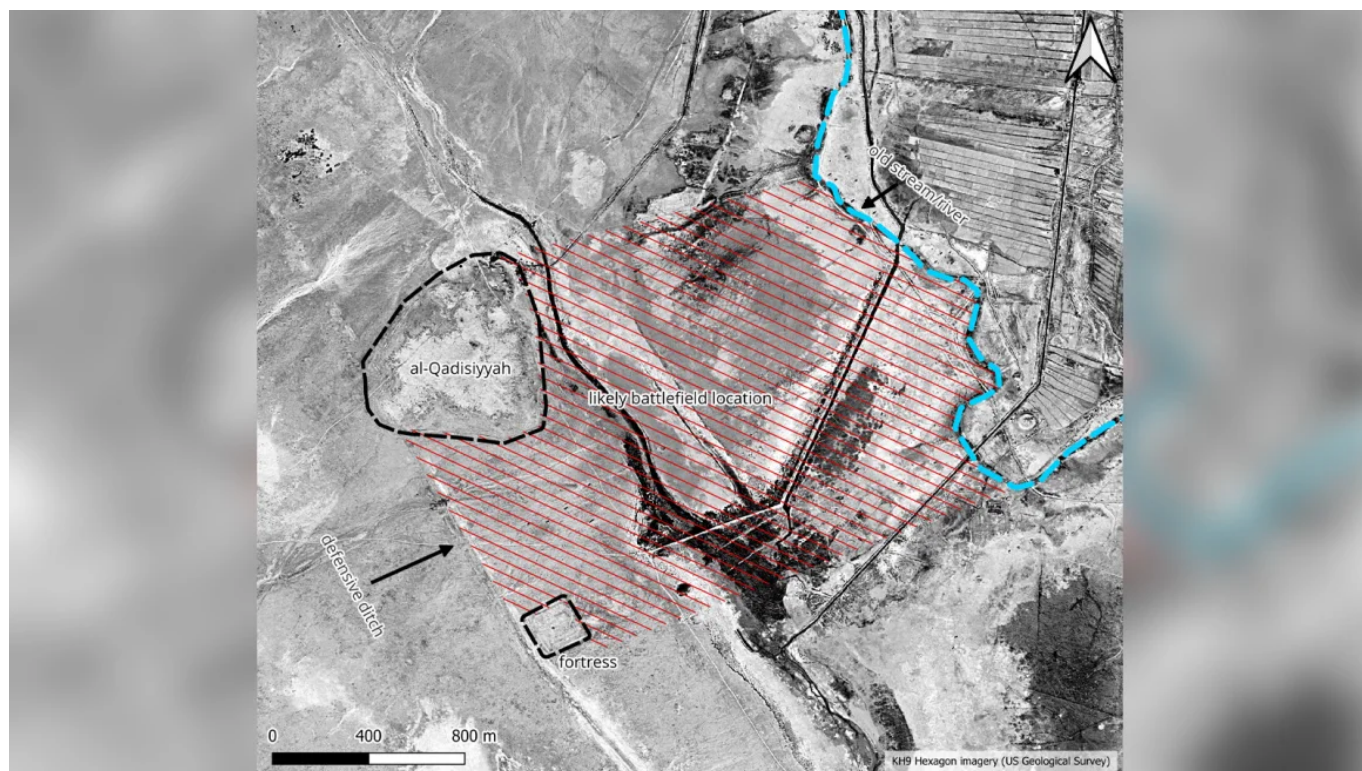 old stream/river
al-Qadisiyyah
likely battlefield location
defensive ditch
fortress
0 400 800 m
KH9 Hexagon imagery (US Geological Survey)